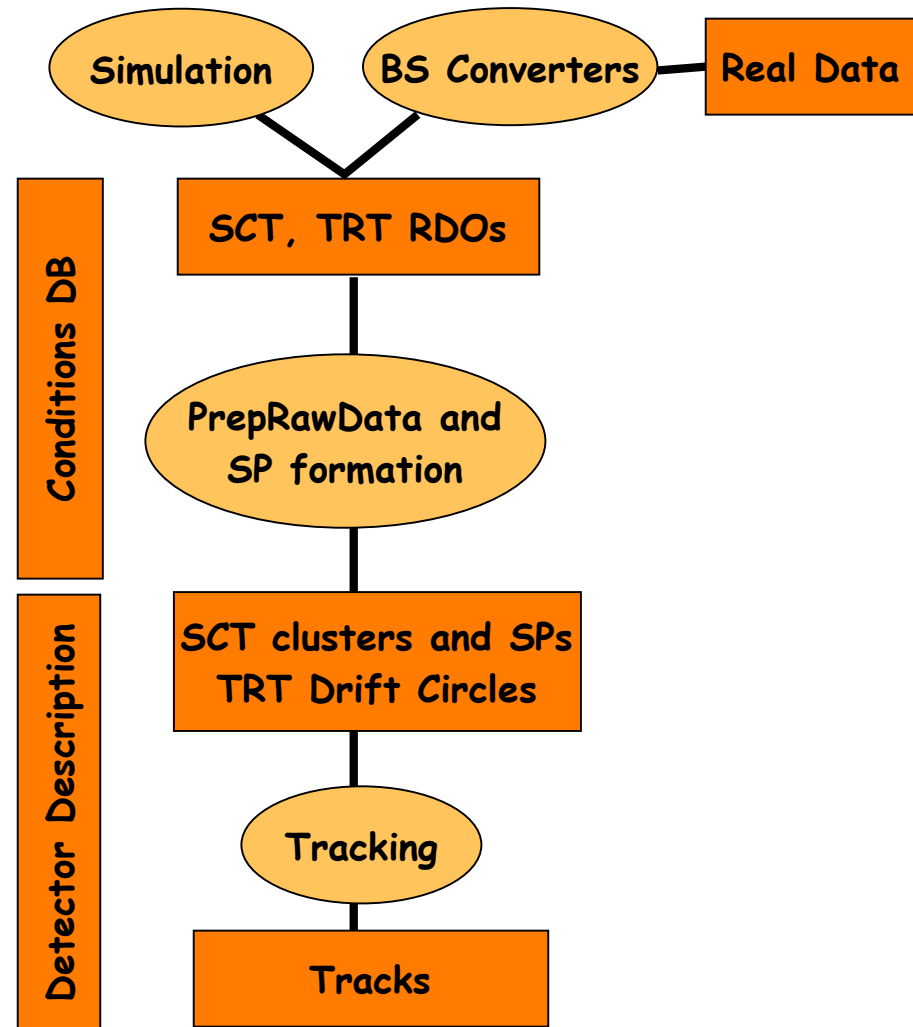 Simulation
BS Converters
Real Data
SCT, TRT RDOs
Conditions DB
PrepRawData and
SP formation
SCT clusters and SPs
TRT Drift Circles
Detector Description
Tracking
Tracks